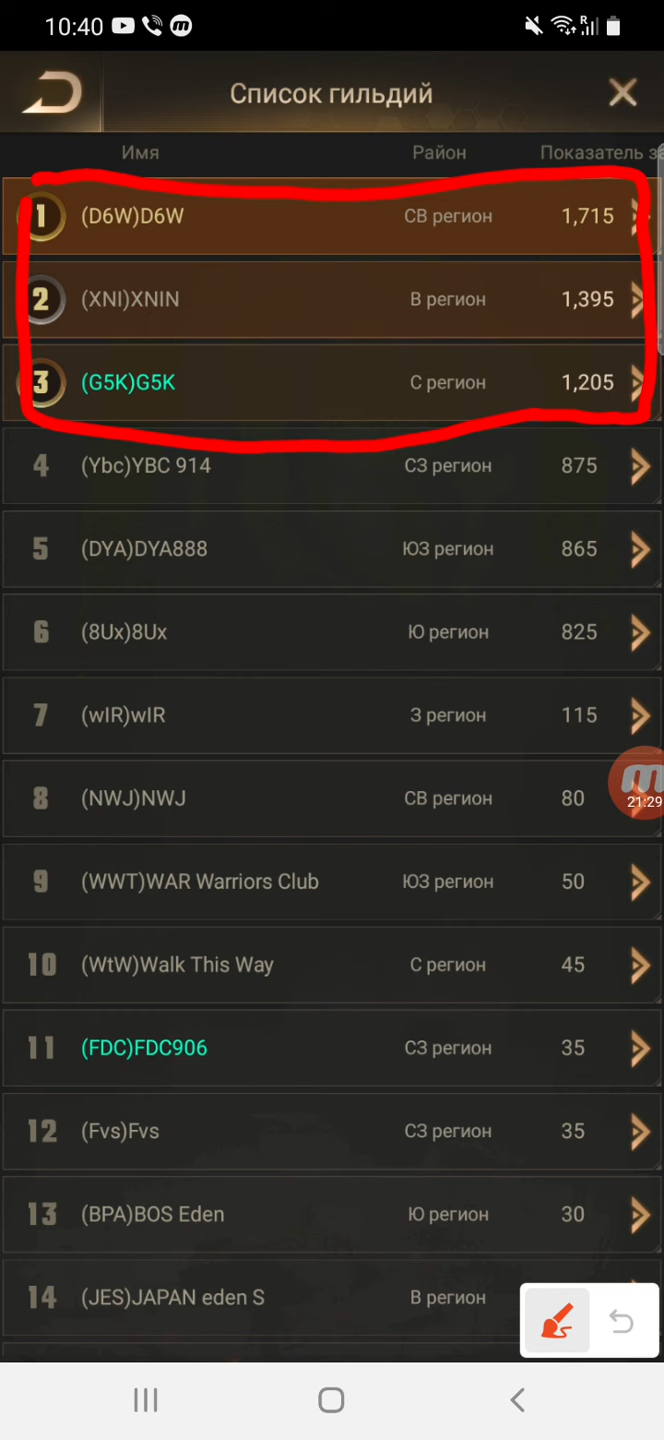 10:40
Список гильдий
Имя Район Показатель за
1 (D6W)D6W СВ регион 1,715
2 (XNI)XNIN В регион 1,395
3 (G5K)G5K С регион 1,205
4 (Ybc)YBC 914 СЗ регион 875
5 (DYA)DYA888 ЮЗ регион 865
6 (8Ux)8Ux Ю регион 825
7 (wIR)wIR З регион 115
8 (NWJ)NWJ СВ регион 80
21:29
9 (WWT)WAR Warriors Club ЮЗ регион 50
10 (WtW)Walk This Way С регион 45
11 (FDC)FDC906 СЗ регион 35
12 (Fvs)Fvs СЗ регион 35
13 (BPA)BOS Eden Ю регион 30
14 (JES)JAPAN eden S В регион